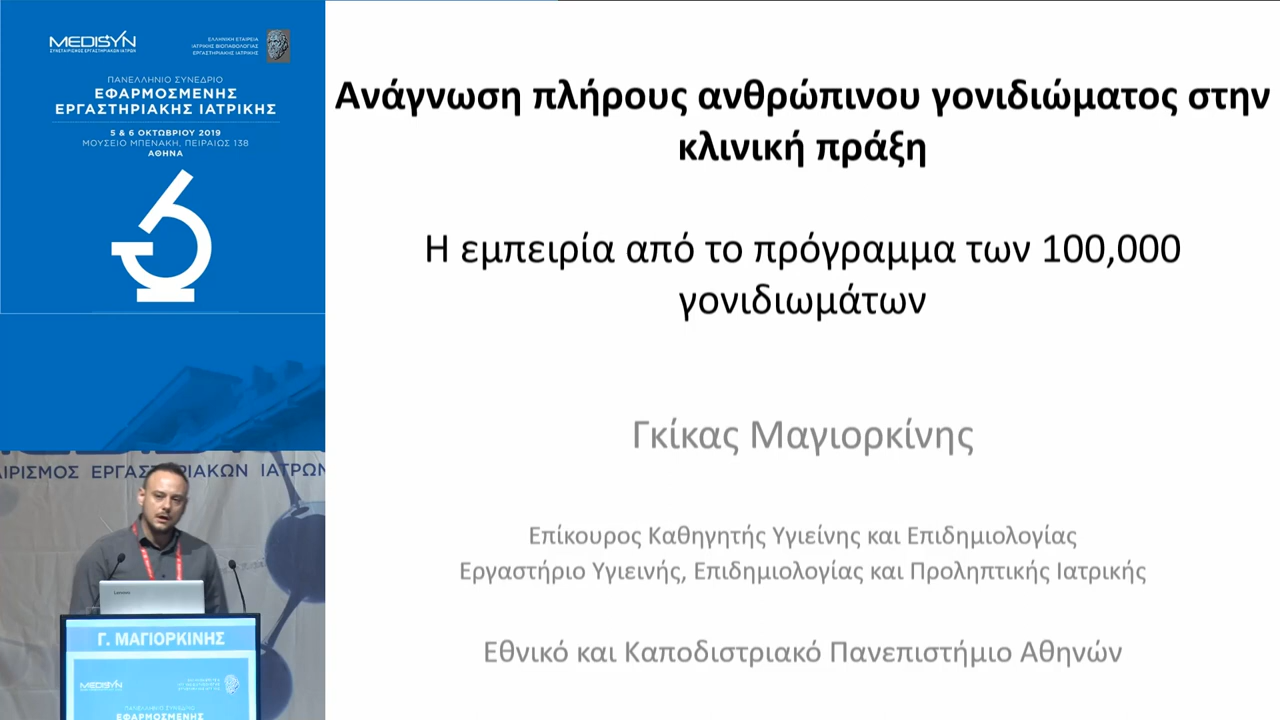 MEDISYN
ΣΥΝΕΤΑΙΡΙΣΜΟΣ ΕΡΓΑΣΤΗΡΙΑΚΩΝ ΙΑΤΡΩΝ
ΕΛΛΗΝΙΚΗ ΕΤΑΙΡΕΙΑ
ΙΑΤΡΙΚΗΣ ΒΙΟΠΑΘΟΛΟΓΙΑΣ
ΕΡΓΑΣΤΗΡΙΑΚΗΣ ΙΑΤΡΙΚΗΣ
ΠΑΝΕΛΛΗΝΙΟ ΣΥΝΕΔΡΙΟ
ΕΦΑΡΜΟΣΜΕΝΗΣ
ΕΡΓΑΣΤΗΡΙΑΚΗΣ ΙΑΤΡΙΚΗΣ
5 & 6 ΟΚΤΩΒΡΙΟΥ 2019
ΜΟΥΣΕΙΟ ΜΠΕΝΑΚΗ, ΠΕΙΡΑΙΩΣ 138
ΑΘΗΝΑ
Ανάγνωση πλήρους ανθρώπινου γονιδιώματος στην
κλινική πράξη
Η εμπειρία από το πρόγραμμα των 100,000
γονιδιωμάτων
Γκίκας Μαγιορκίνης
Επίκουρος Καθηγητής Υγιείνης και Επιδημιολογίας
Εργαστήριο Υγιεινής, Επιδημιολογίας και Προληπτικής Ιατρικής
Εθνικό και Καποδιστριακό Πανεπιστήμιο Αθηνών
ΑΙΡΙΣΜΟΣ ΕΡΓΑΣΤΗΡΙΑΚΩΝ ΙΑΤΡΩΝ
Lenovo
Γ. ΜΑΓΙΟΡΚΙΝΗΣ
MEDISYN
ΠΑΝΕΛΛΗΝΙΟ ΣΥΝΕΔΡΙΟ
ΕΦΑΡΜΟΣΜΕΝΗΣ